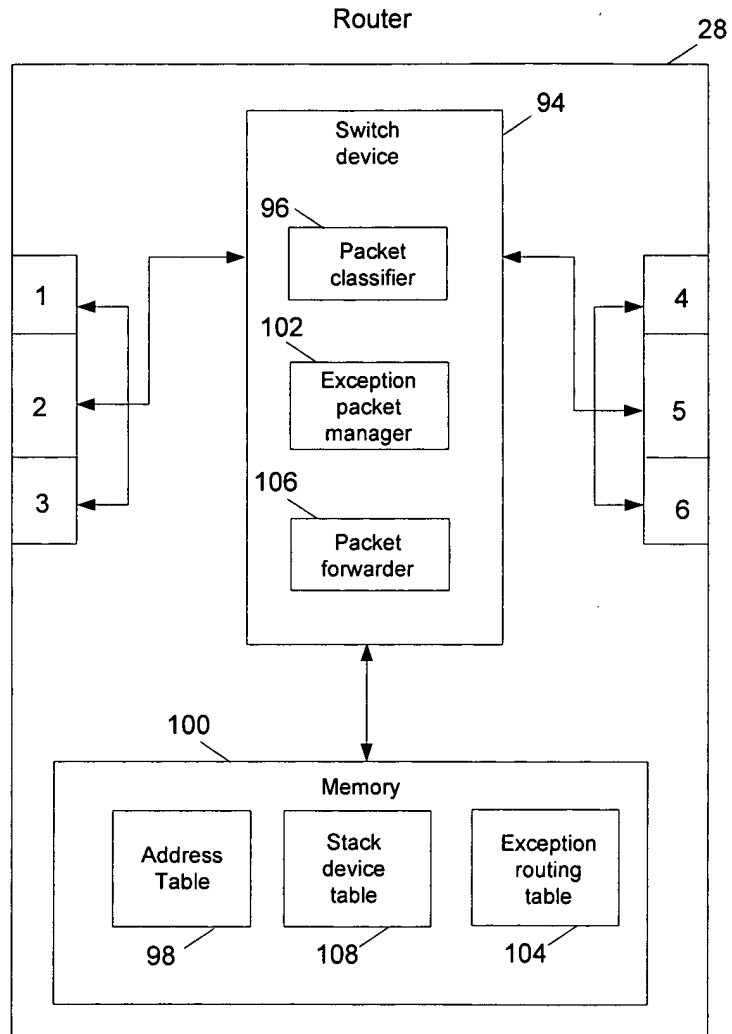 Router
28
Switch
device
94
96
Packet
classifier
102
Exception
packet
manager
106
Packet
forwarder
1
2
3
4
5
6
100
Memory
Address
Table
98
Stack
device
table
108
Exception
routing
table
104